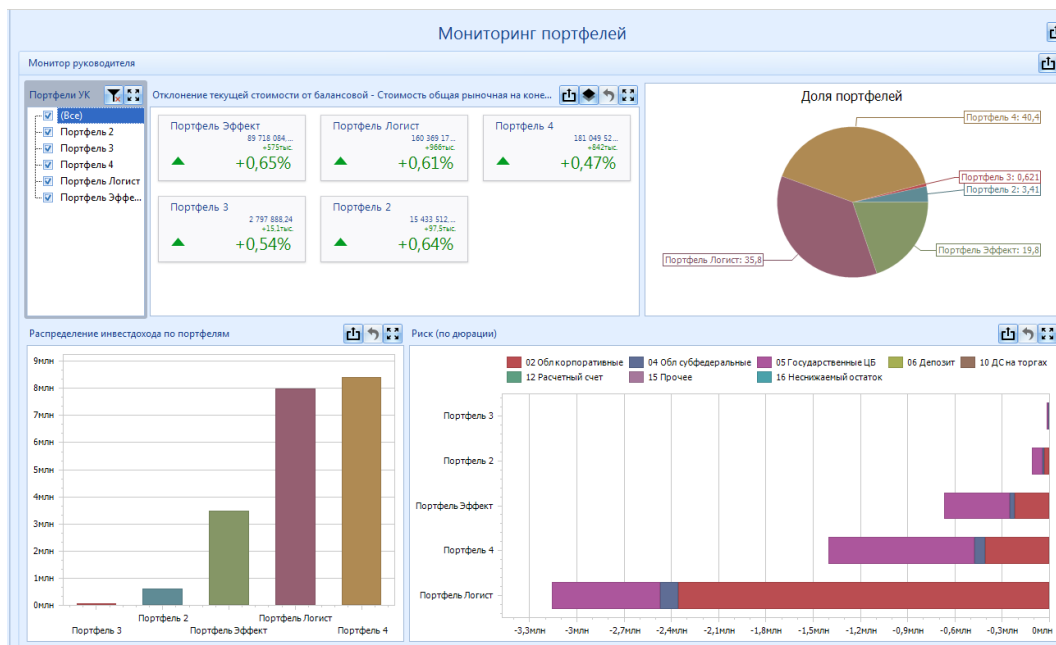 Мониторинг портфелей
Монитор руководителя
Портфели УК
(Все)
Портфель 2
Портфель 3
Портфель 4
Портфель Логист
Портфель Эффе...
Отклонение текущей стоимости от балансовой - Стоимость общая рыночная на коне...
Портфель Эффект
89 718 084,...
+575тыс.
+0,65%
Портфель Логист
160 369 17...
+966тыс.
+0,61%
Портфель 4
181 049 52...
+842тыс.
+0,47%
Портфель 3
2 797 888,24
+15,1тыс.
+0,54%
Портфель 2
15 433 512,...
+97,5тыс.
+0,64%
Доля портфелей
Портфель 4: 40,4
Портфель 3: 0,621
Портфель 2: 3,41
Портфель Эффект: 19,8
Портфель Логист: 35,8
Распределение инвестдохода по портфелям
9млн
8млн
7млн
6млн
5млн
4млн
3млн
2млн
1млн
0млн
Портфель 2 Портфель Логист
Портфель 3 Портфель Эффект Портфель 4
Риск (по дюрации)
02 Обл корпоративные 04 Обл субфедеральные 05 Государственные ЦБ 06 Депозит 10 ДС на торгах
12 Расчетный счет 15 Прочее 16 Неснижаемый остаток
Портфель 3
Портфель 2
Портфель Эффект
Портфель 4
Портфель Логист
-3,3млн -3млн -2,7млн -2,4млн -2,1млн -1,8млн -1,5млн -1,2млн -0,9млн -0,6млн -0,3млн 0млн